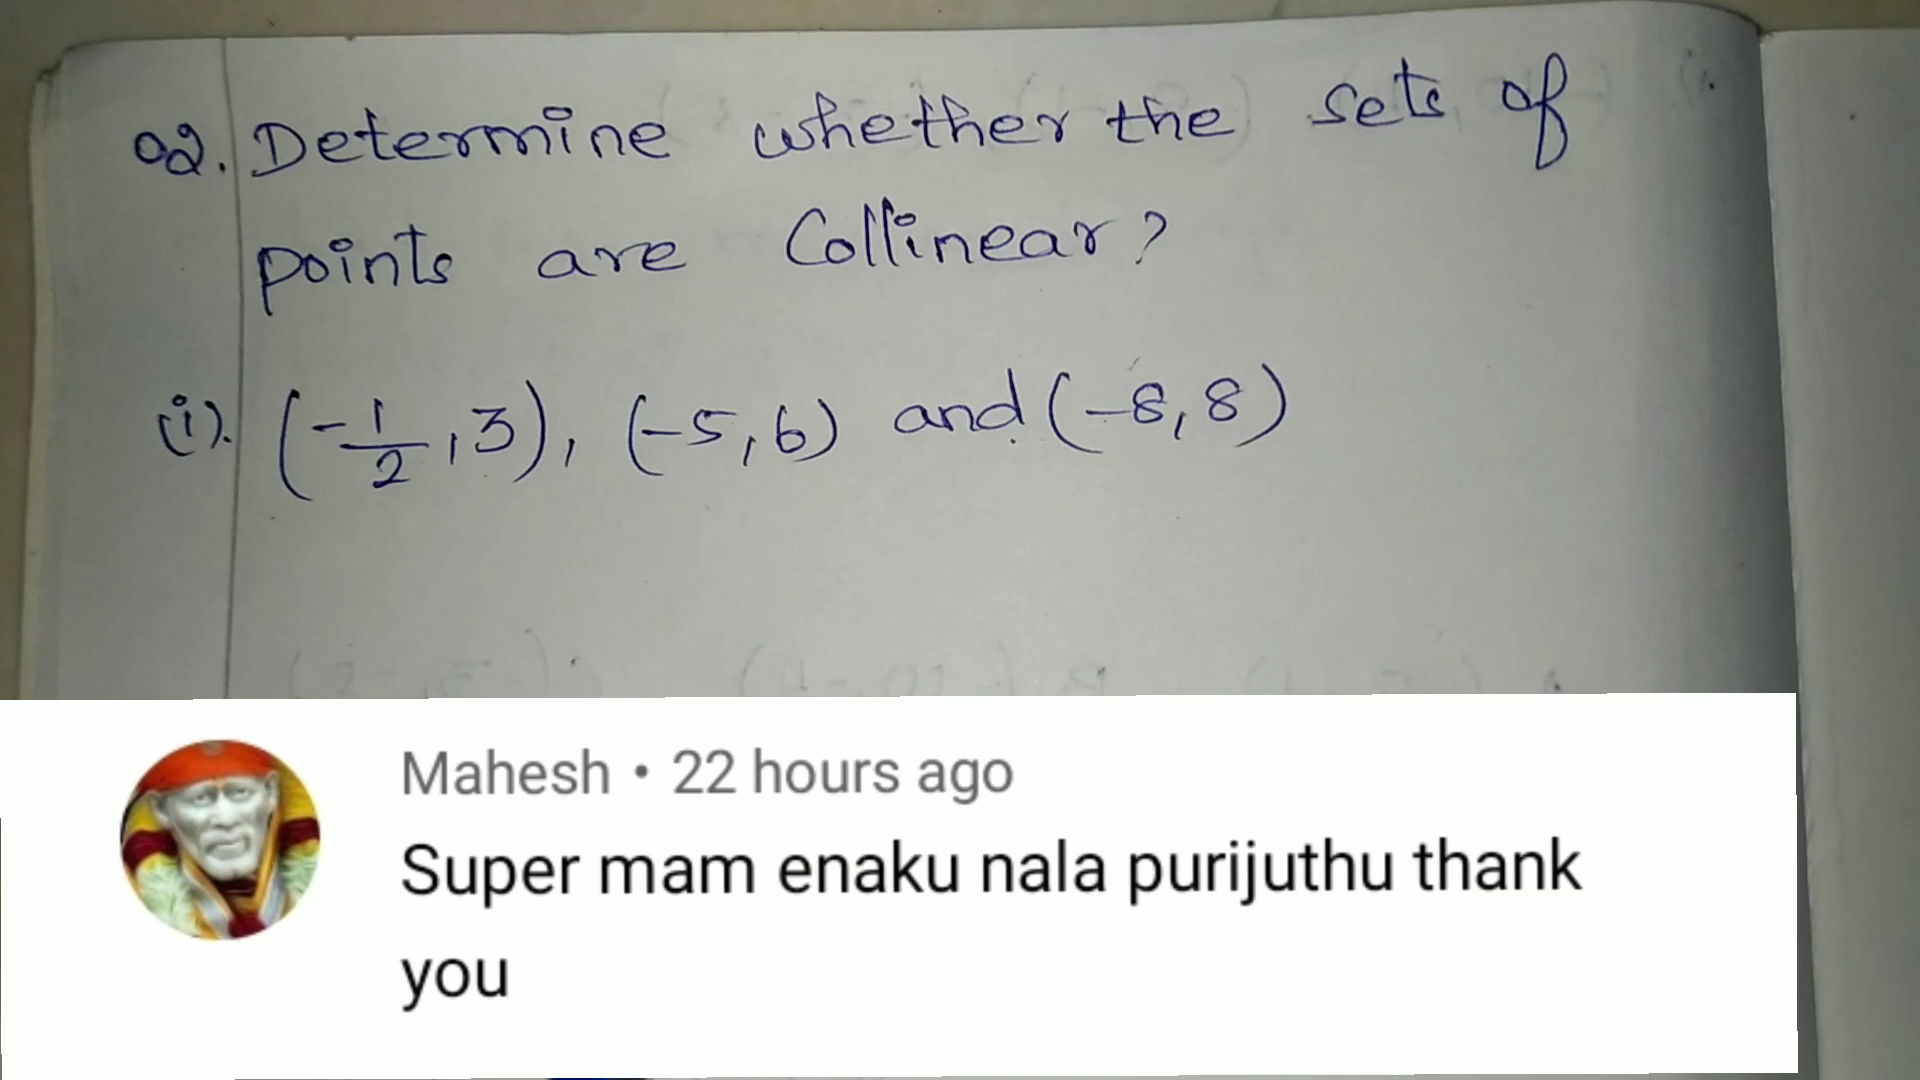 Q2. Determine whether the sets of
points are Collinear?
(i). (-1/2, 3), (-5, 6) and (-8, 8)
Mahesh • 22 hours ago
Super mam enaku nala purijuthu thank
you